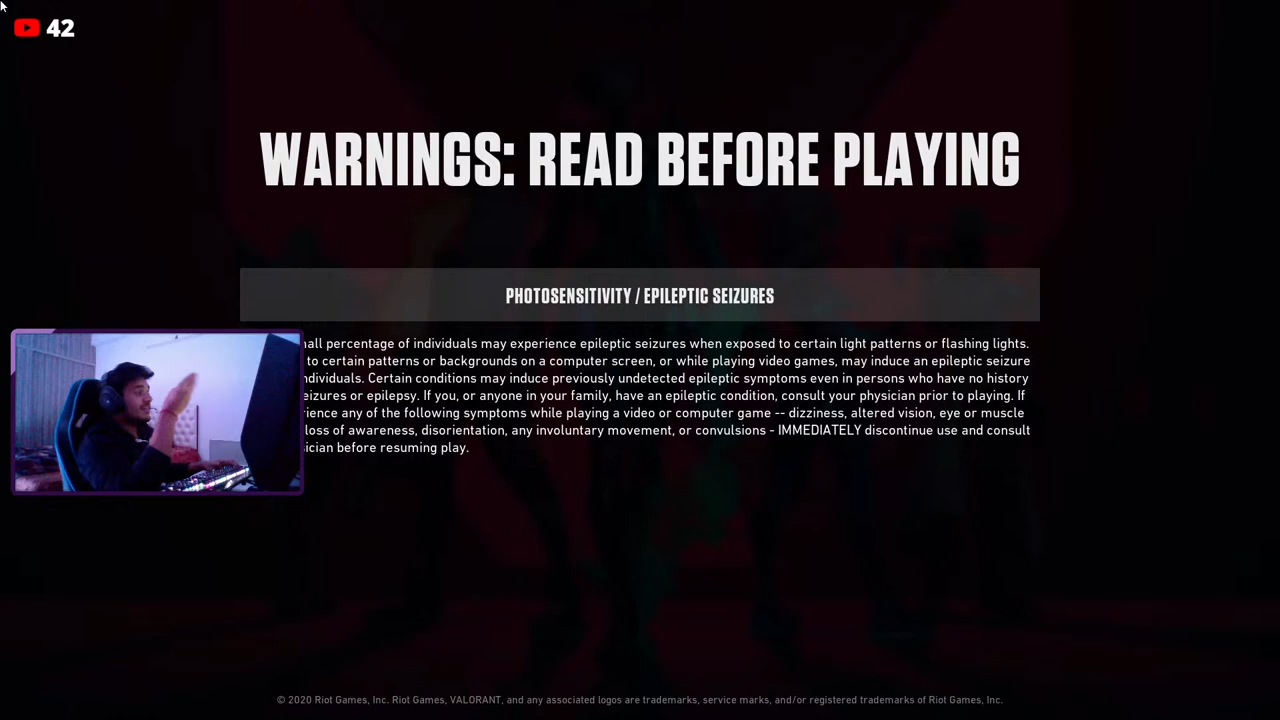 42
WARNINGS: READ BEFORE PLAYING
PHOTOSENSITIVITY / EPILEPTIC SEIZURES
percentage of individuals may experience epileptic seizures when exposed to certain light patterns or flashing lights.
to certain patterns or backgrounds on a computer screen, or while playing video games, may induce an epileptic seizure
Certain conditions may induce previously undetected epileptic symptoms even in persons who have no history
or epilepsy. If you, or anyone in your family, have an epileptic condition, consult your physician prior to playing. If
any of the following symptoms while playing a video or computer game -- dizziness, altered vision, eye or muscle
loss of awareness, disorientation, any involuntary movement, or convulsions - IMMEDIATELY discontinue use and consult
before resuming play.
© 2020 Riot Games, Inc. Riot Games, VALORANT, and any associated logos are trademarks, service marks, and/or registered trademarks of Riot Games, Inc.